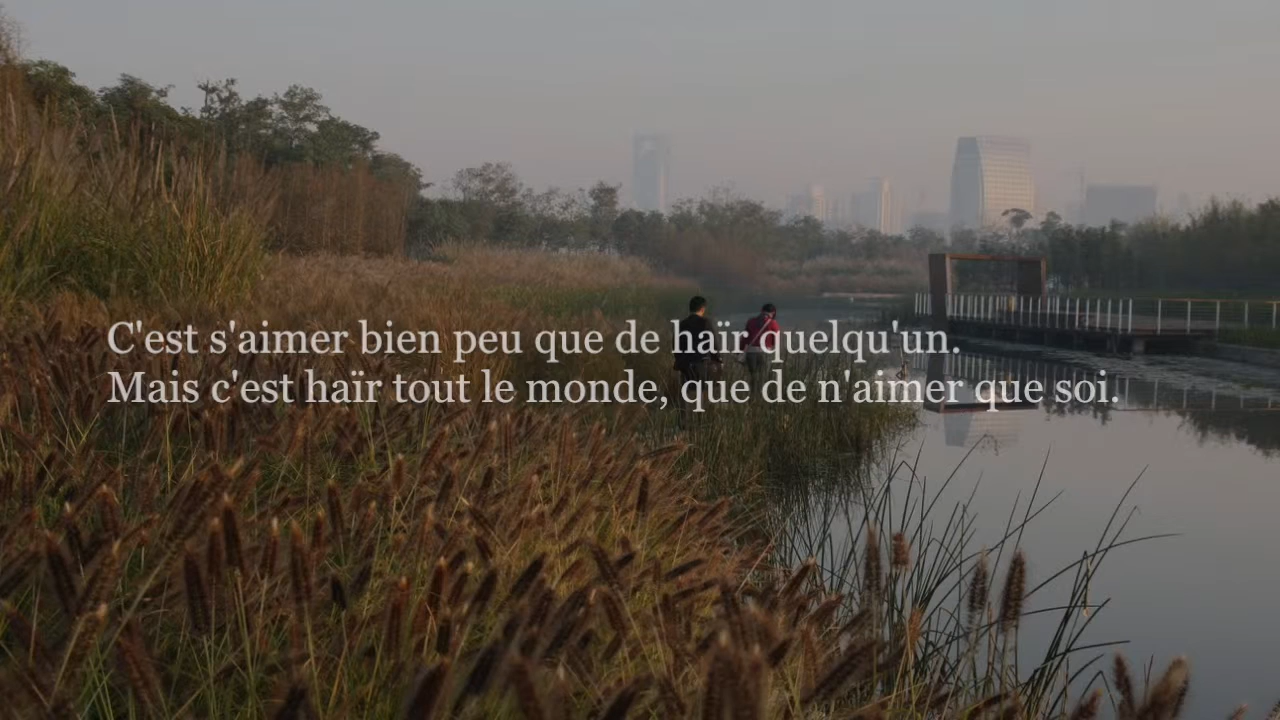 C'est s'aimer bien peu que de haïr quelqu'un.
Mais c'est haïr tout le monde, que de n'aimer que soi.